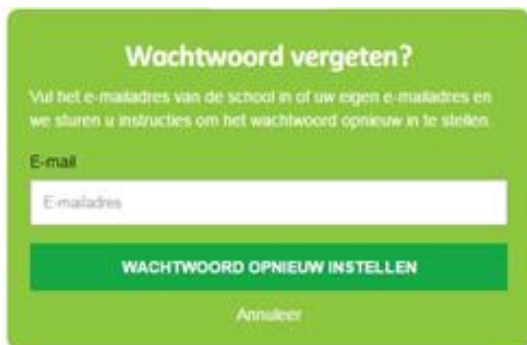 Wachtwoord vergeten?
Vul het e-mailadres van de school in of uw eigen e-mailadres en
we sturen u instructies om het wachtwoord opnieuw in te stellen.
E-mail
E-mailadres
WACHTWOORD OPNIEUW INSTELLEN
Annuleer